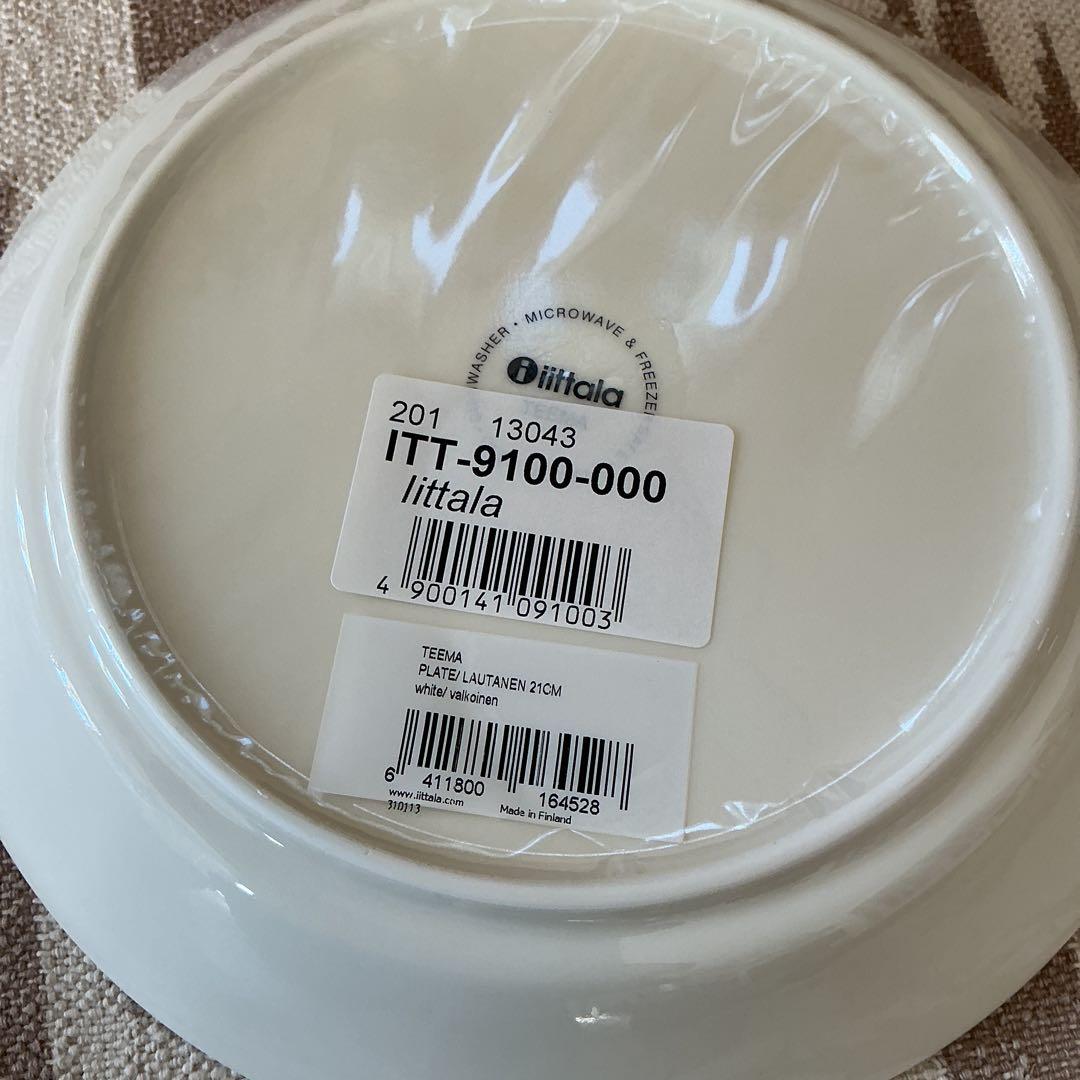 WASHER • MICROWAVE & FREEZE
iittala
TEEMA
201 13043
ITT-9100-000
Iittala
4 900141 091003
TEEMA
PLATE/ LAUTANEN 21CM
white/ valkoinen
6 411800 164528
www.iittala.com Made in Finland
310113